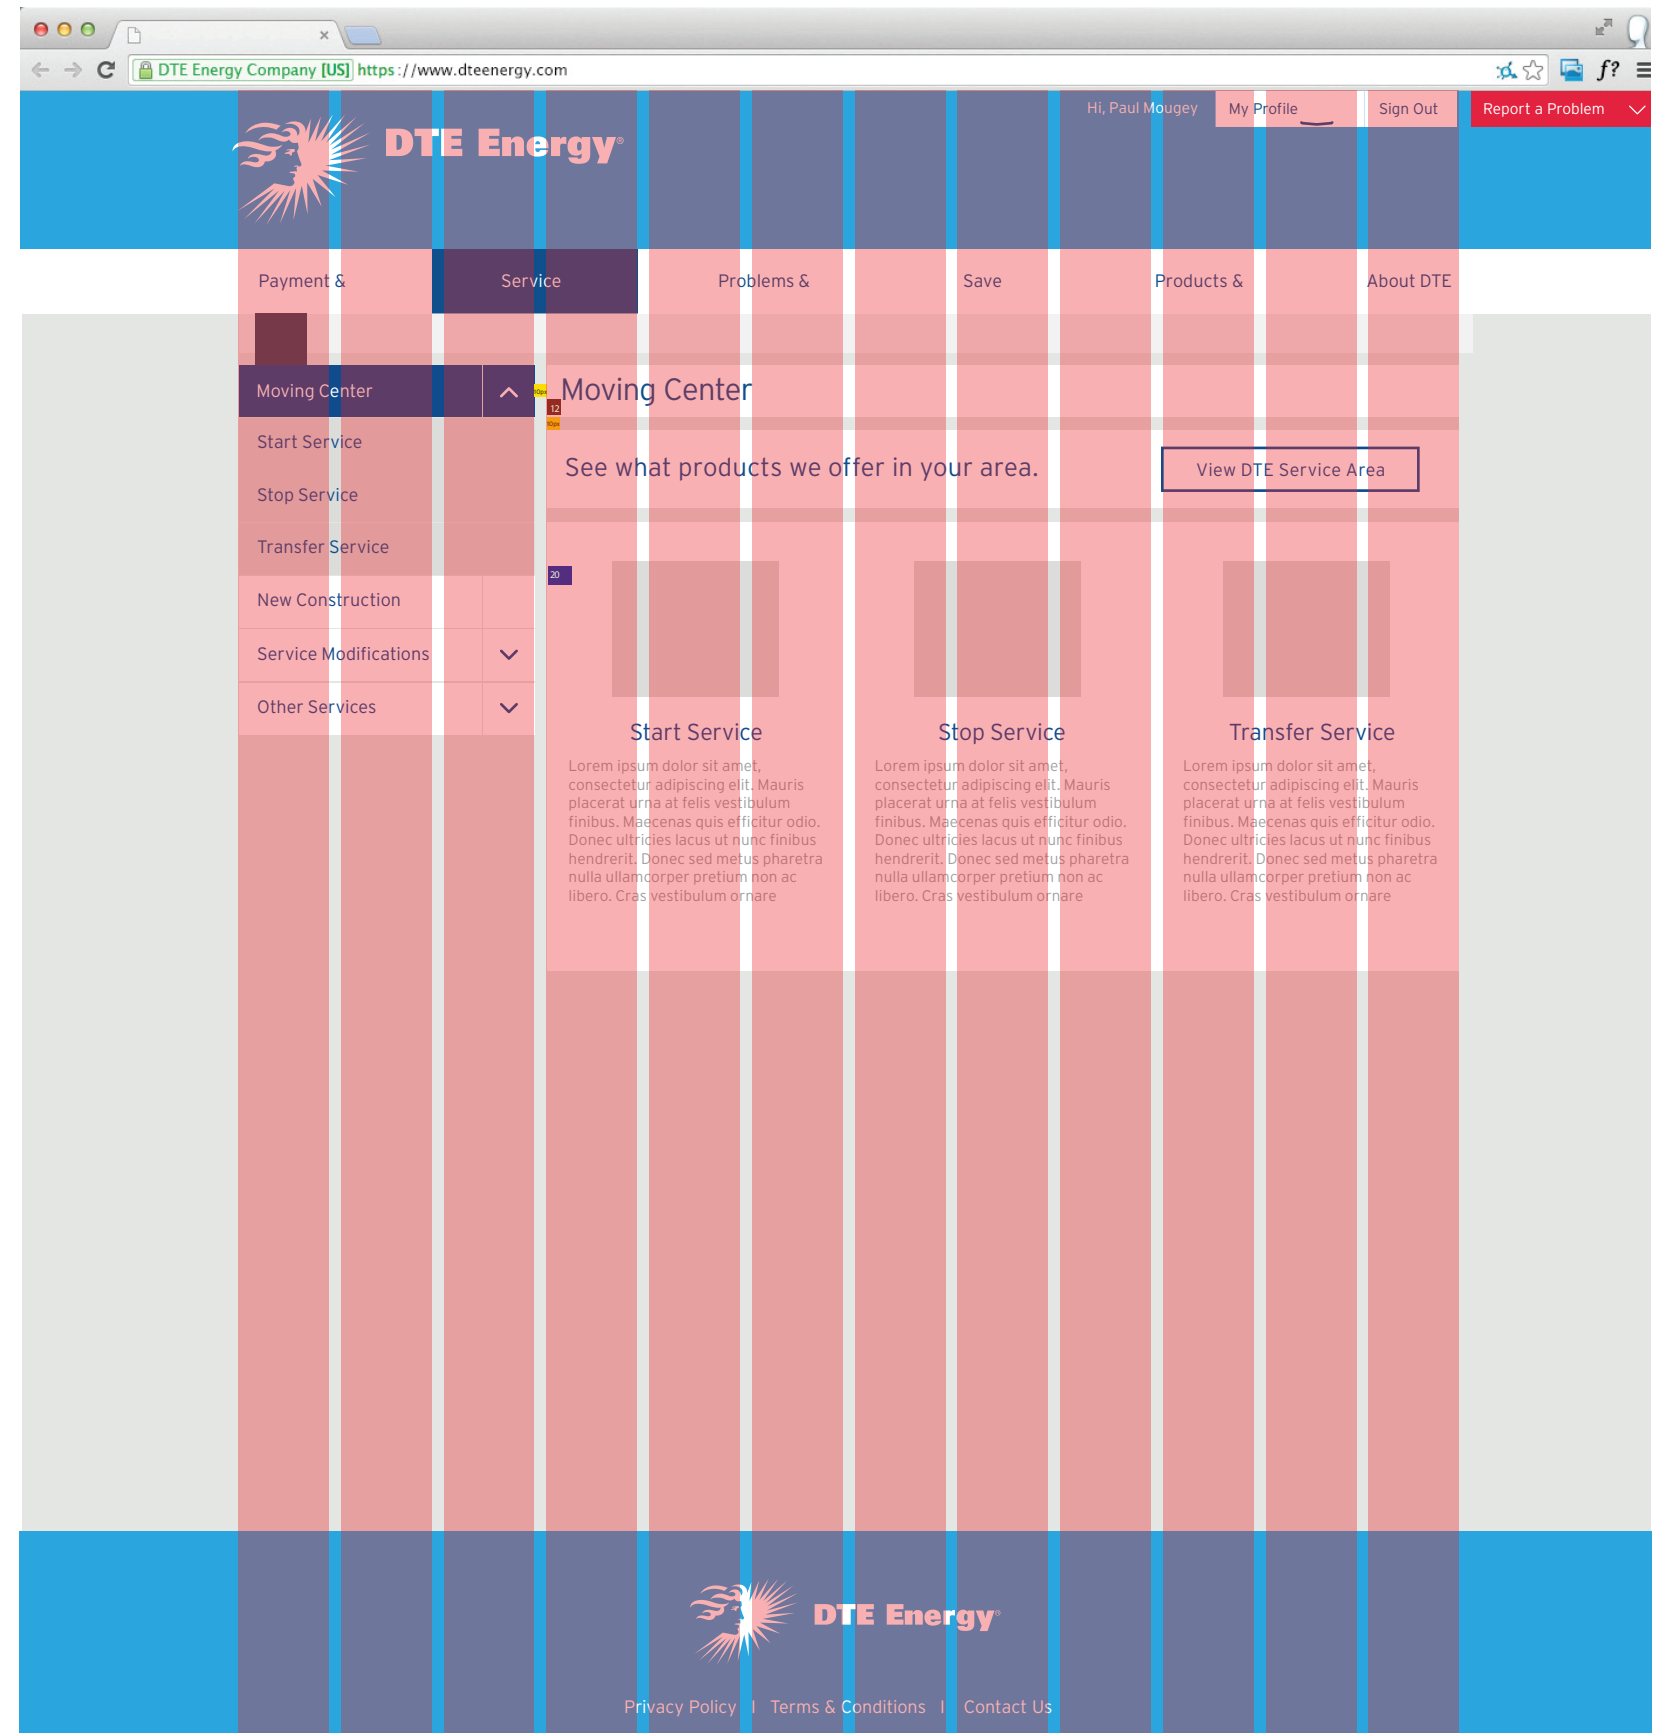 DTE Energy Company [US] https://www.dteenergy.com
f?
Hi, Paul Mougey
My Profile
Sign Out
Report a Problem
DTE Energy®
Payment &
Service
Problems &
Save
Products &
About DTE
Moving Center
10px
Moving Center
12
10px
Start Service
See what products we offer in your area.
View DTE Service Area
Stop Service
Transfer Service
20
New Construction
Service Modifications
Other Services
Start Service
Lorem ipsum dolor sit amet,
consectetur adipiscing elit. Mauris
placerat urna at felis vestibulum
finibus. Maecenas quis efficitur odio.
Donec ultricies lacus ut nunc finibus
hendrerit. Donec sed metus pharetra
nulla ullamcorper pretium non ac
libero. Cras vestibulum ornare
Stop Service
Lorem ipsum dolor sit amet,
consectetur adipiscing elit. Mauris
placerat urna at felis vestibulum
finibus. Maecenas quis efficitur odio.
Donec ultricies lacus ut nunc finibus
hendrerit. Donec sed metus pharetra
nulla ullamcorper pretium non ac
libero. Cras vestibulum ornare
Transfer Service
Lorem ipsum dolor sit amet,
consectetur adipiscing elit. Mauris
placerat urna at felis vestibulum
finibus. Maecenas quis efficitur odio.
Donec ultricies lacus ut nunc finibus
hendrerit. Donec sed metus pharetra
nulla ullamcorper pretium non ac
libero. Cras vestibulum ornare
DTE Energy®
Privacy Policy | Terms & Conditions | Contact Us